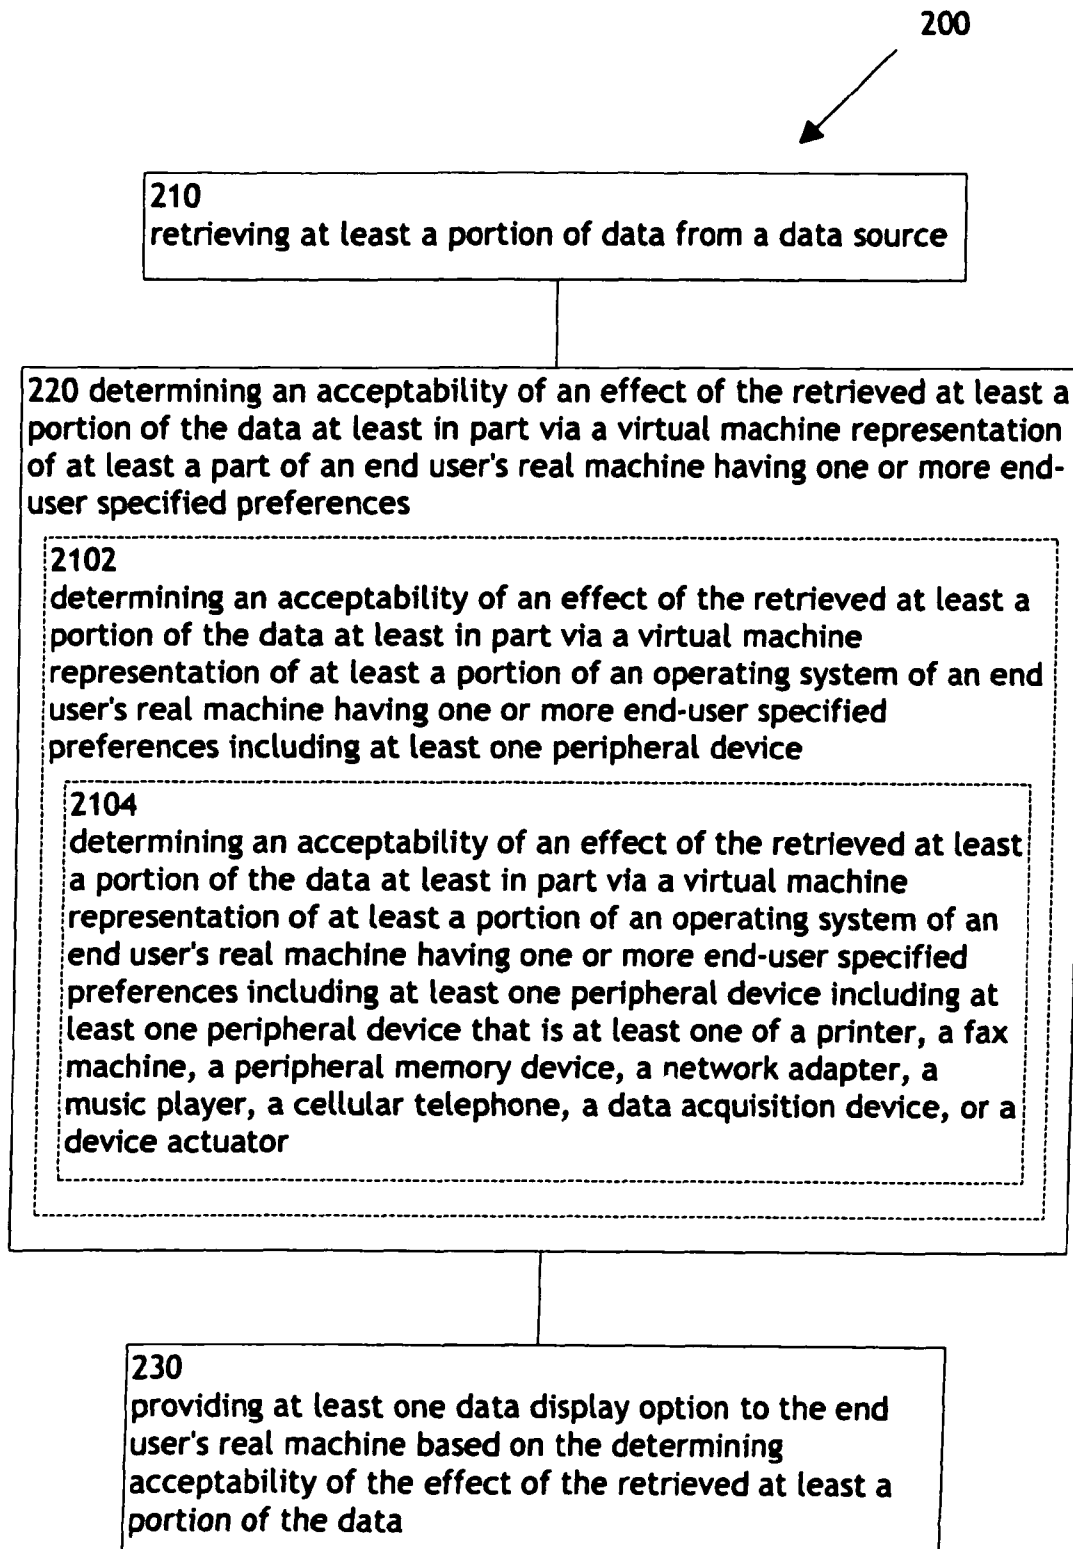 200
210
retrieving at least a portion of data from a data source
220 determining an acceptability of an effect of the retrieved at least a
portion of the data at least in part via a virtual machine representation
of at least a part of an end user's real machine having one or more end-
user specified preferences
2102
determining an acceptability of an effect of the retrieved at least a
portion of the data at least in part via a virtual machine
representation of at least a portion of an operating system of an end
user's real machine having one or more end-user specified
preferences including at least one peripheral device
2104
determining an acceptability of an effect of the retrieved at least
a portion of the data at least in part via a virtual machine
representation of at least a portion of an operating system of an
end user's real machine having one or more end-user specified
preferences including at least one peripheral device including at
least one peripheral device that is at least one of a printer, a fax
machine, a peripheral memory device, a network adapter, a
music player, a cellular telephone, a data acquisition device, or a
device actuator
230
providing at least one data display option to the end
user's real machine based on the determining
acceptability of the effect of the retrieved at least a
portion of the data